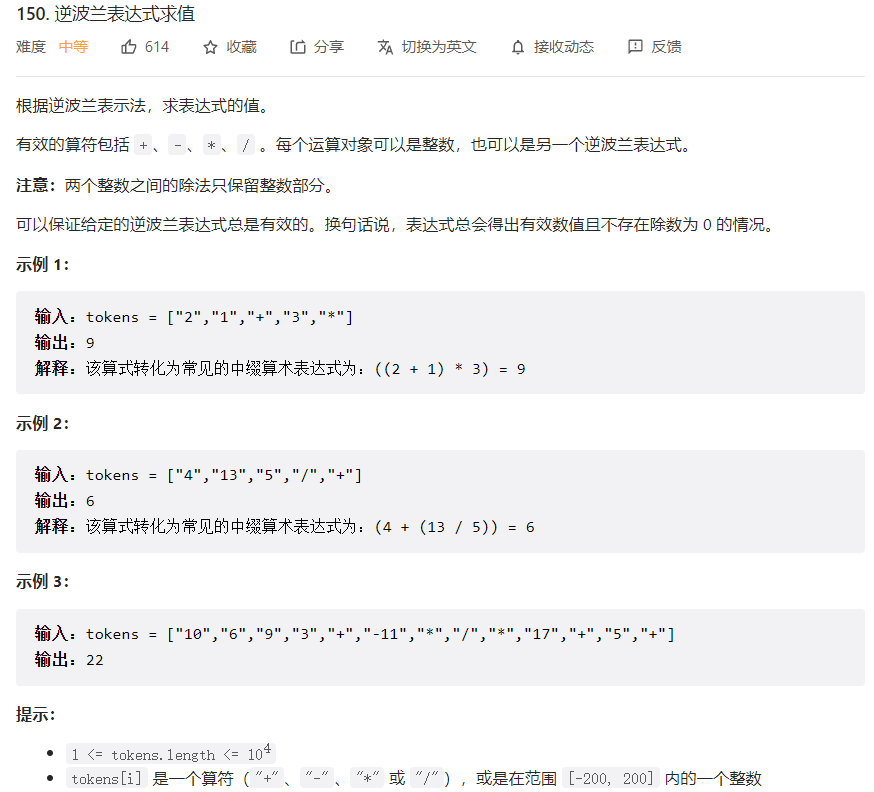 150. 逆波兰表达式求值
难度 中等 614 收藏 分享 切换为英文 接收动态 反馈
根据逆波兰表示法，求表达式的值。
有效的算符包括 +、-、*、/ 。每个运算对象可以是整数，也可以是另一个逆波兰表达式。
注意：两个整数之间的除法只保留整数部分。
可以保证给定的逆波兰表达式总是有效的。换句话说，表达式总会得出有效数值且不存在除数为 0 的情况。
示例 1：
输入：tokens = ["2","1","+","3","*"]
输出：9
解释：该算式转化为常见的中缀算术表达式为：((2 + 1) * 3) = 9
示例 2：
输入：tokens = ["4","13","5","/","+"]
输出：6
解释：该算式转化为常见的中缀算术表达式为：(4 + (13 / 5)) = 6
示例 3：
输入：tokens = ["10","6","9","3","+","-11","*","/","*","17","+","5","+"]
输出：22
提示：
1 <= tokens.length <= 10⁴
tokens[i] 是一个算符（"+"、"-"、"*" 或 "/"），或是在范围 [-200, 200] 内的一个整数